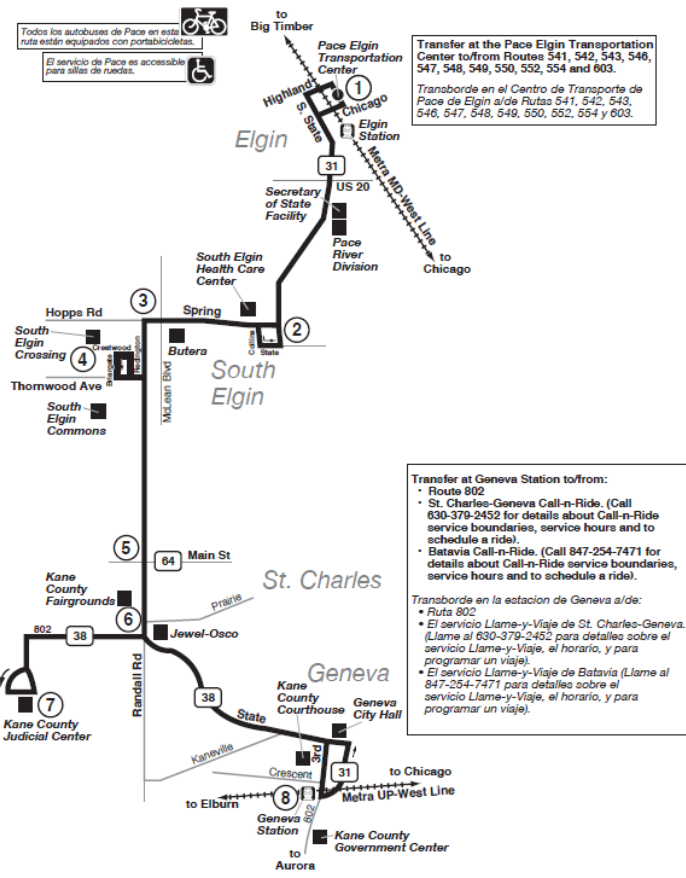 Todos los autobuses de Pace en esta
ruta están equipados con portabicicletas.
El servicio de Pace es accessible
para sillas de ruedas.
to
Big Timber
Pace Elgin
Transportation
Center
1
Highland
Chicago
S. State
Elgin
Station
Elgin
Metra MD-West Line
to
Chicago
Transfer at the Pace Elgin Transportation
Center to/from Routes 541, 542, 543, 546,
547, 548, 549, 550, 552, 554 and 603.
Transborde en el Centro de Transporte de
Pace de Elgin a/de Rutas 541, 542, 543,
546, 547, 548, 549, 550, 552, 554 y 603.
31
US 20
Secretary
of State
Facility
Pace
River
Division
South Elgin
Health Care
Center
3
Hopps Rd
Spring
2
Collins
State
South
Elgin
Crossing
4
Crestwood
Briargate
Redington
Butera
McLean Blvd
South
Elgin
Thornwood Ave
South
Elgin
Commons
5
64
Main St
St. Charles
Kane
County
Fairgrounds
Prairie
6
Jewel-Osco
802
38
7
Kane County
Judicial Center
Randall Rd
38
State
Geneva
Kane
County
Courthouse
Geneva
City Hall
Kaneville
3rd
Crescent
31
to Chicago
to Elburn
8
Metra UP-West Line
Geneva
Station
802
Kane County
Government Center
to
Aurora
Transfer at Geneva Station to/from:
• Route 802
• St. Charles-Geneva Call-n-Ride. (Call
630-379-2452 for details about Call-n-Ride
service boundaries, service hours and to
schedule a ride).
• Batavia Call-n-Ride. (Call 847-254-7471 for
details about Call-n-Ride service boundaries,
service hours and to schedule a ride).
Transborde en la estacion de Geneva a/de:
• Ruta 802
• El servicio Llame-y-Viaje de St. Charles-Geneva.
(Llame al 630-379-2452 para detalles sobre el
servicio Llame-y-Viaje, el horario, y para
programar un viaje).
• El servicio Llame-y-Viaje de Batavia (Llame al
847-254-7471 para detalles sobre el
servicio Llame-y-Viaje, el horario, y para
programar un viaje).